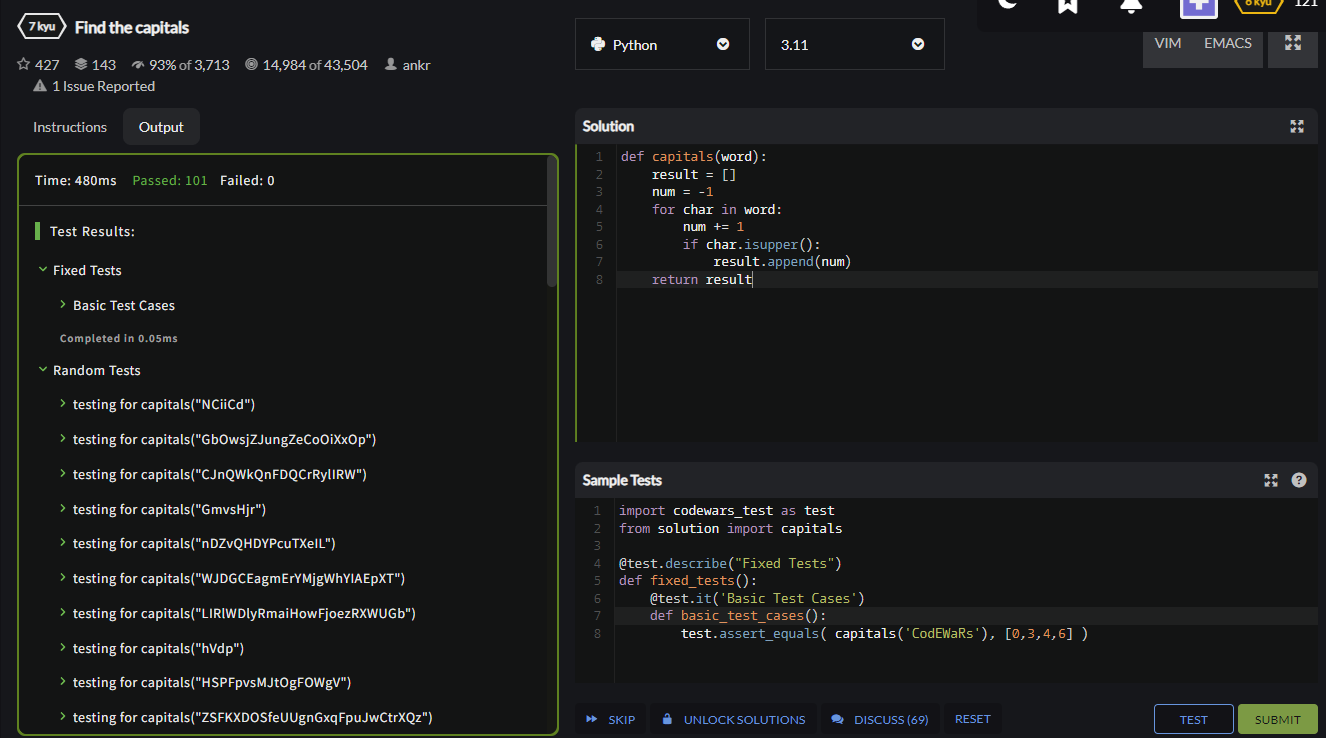 7 kyu Find the capitals
427 143 93% of 3,713 14,984 of 43,504 ankr
1 Issue Reported
Instructions Output
Time: 480ms Passed: 101 Failed: 0
Test Results:
Fixed Tests
Basic Test Cases
Completed in 0.05ms
Random Tests
testing for capitals("NCiiCd")
testing for capitals("GbOwsjZJungZeCoOiXxOp")
testing for capitals("CJnQWkQnFDQCrRylIRW")
testing for capitals("GmvsHjr")
testing for capitals("nDZvQHDYPcuTXeIL")
testing for capitals("WJDGCEagmErYMjgWhYIAEpXT")
testing for capitals("LIRlWDlyRmaiHowFjoezRXWUGb")
testing for capitals("hVdp")
testing for capitals("HSPFpvsMJtOgFOWgV")
testing for capitals("ZSFKXDOSfeUUgnGxqFpuJwCtrXQz")
Python 3.11
6 kyu 121
VIM EMACS
Solution
1 def capitals(word):
2 result = []
3 num = -1
4 for char in word:
5 num += 1
6 if char.isupper():
7 result.append(num)
8 return result
Sample Tests
1 import codewars_test as test
2 from solution import capitals
3
4 @test.describe("Fixed Tests")
5 def fixed_tests():
6 @test.it('Basic Test Cases')
7 def basic_test_cases():
8 test.assert_equals( capitals('CodEWaRs'), [0,3,4,6] )
SKIP UNLOCK SOLUTIONS DISCUSS (69) RESET TEST SUBMIT